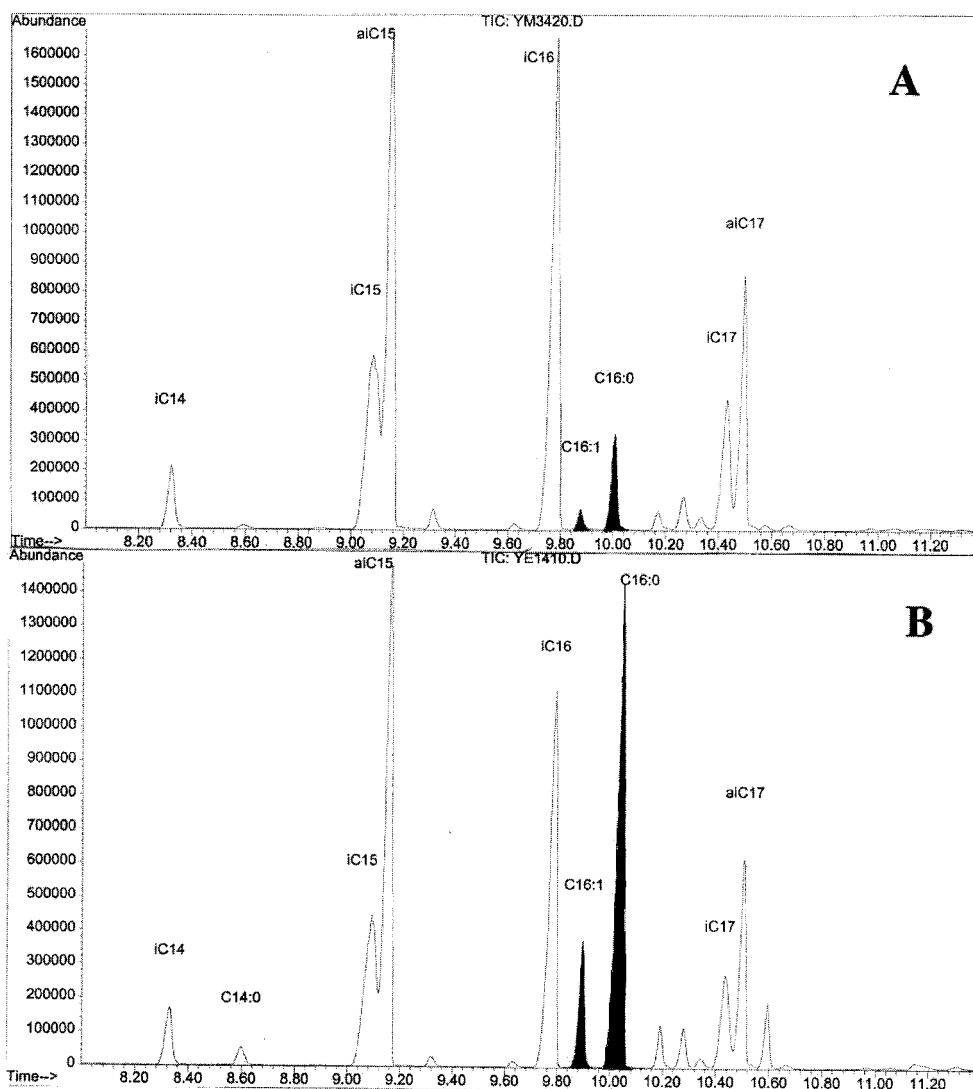 Abundance
TIC: YM3420.D
aiC15
iC16
A
1600000
1500000
1400000
1300000
1200000
1100000
1000000
aiC17
900000
800000
iC15
700000
iC17
600000
C16:0
500000
iC14
400000
C16:1
300000
200000
100000
0
Time-->
8.20 8.40 8.60 8.80 9.00 9.20 9.40 9.60 9.80 10.00 10.20 10.40 10.60 10.80 11.00 11.20
Abundance
TIC: YE1410.D
aiC15
C16:0
B
1400000
1300000
iC16
1200000
1100000
1000000
900000
aiC17
800000
700000
iC15
600000
C16:1
500000
iC17
400000
iC14
300000
C14:0
200000
100000
0
Time-->
8.20 8.40 8.60 8.80 9.00 9.20 9.40 9.60 9.80 10.00 10.20 10.40 10.60 10.80 11.00 11.20